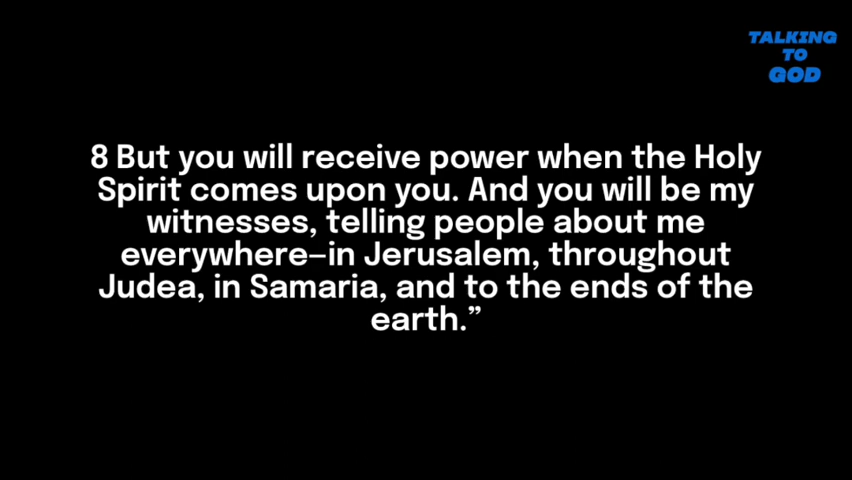 TALKING
TO
GOD
8 But you will receive power when the Holy
Spirit comes upon you. And you will be my
witnesses, telling people about me
everywhere—in Jerusalem, throughout
Judea, in Samaria, and to the ends of the
earth.”